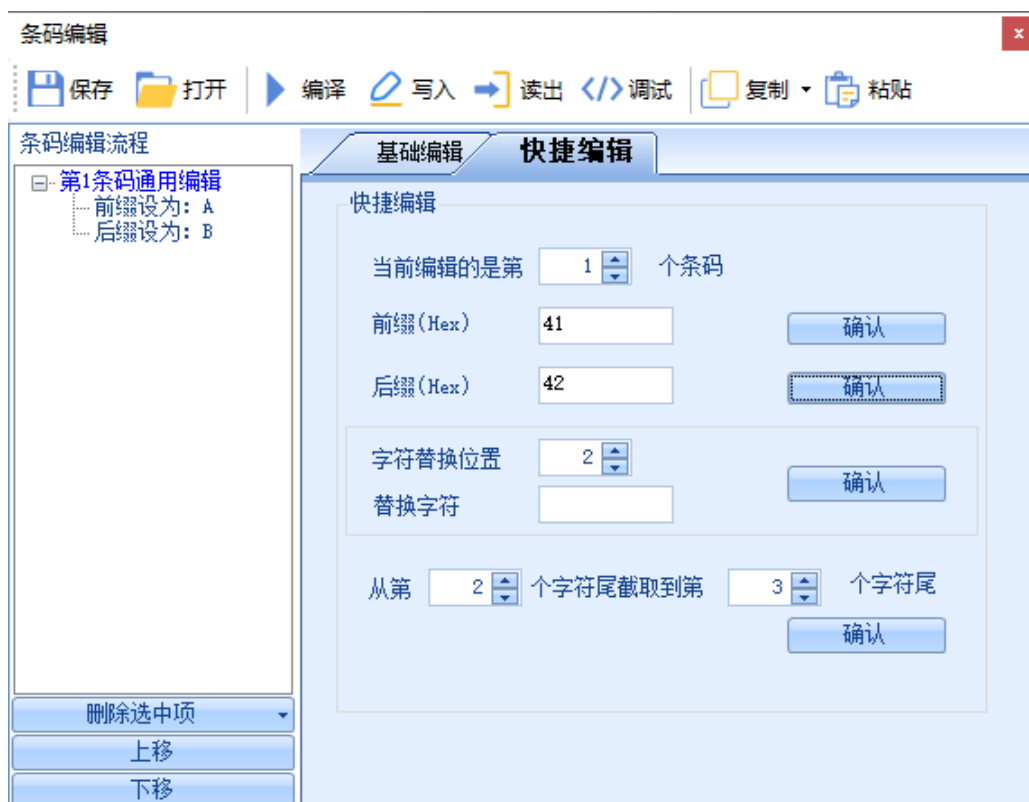 条码编辑
x
保存 打开 编译 写入 读出 调试 复制 粘贴
条码编辑流程
第1条码通用编辑
前缀设为: A
后缀设为: B
删除选中项
上移
下移
基础编辑 快捷编辑
快捷编辑
当前编辑的是第 1 个条码
前缀(Hex) 41 确认
后缀(Hex) 42 确认
字符替换位置 2
替换字符
确认
从第 2 个字符尾截取到第 3 个字符尾
确认